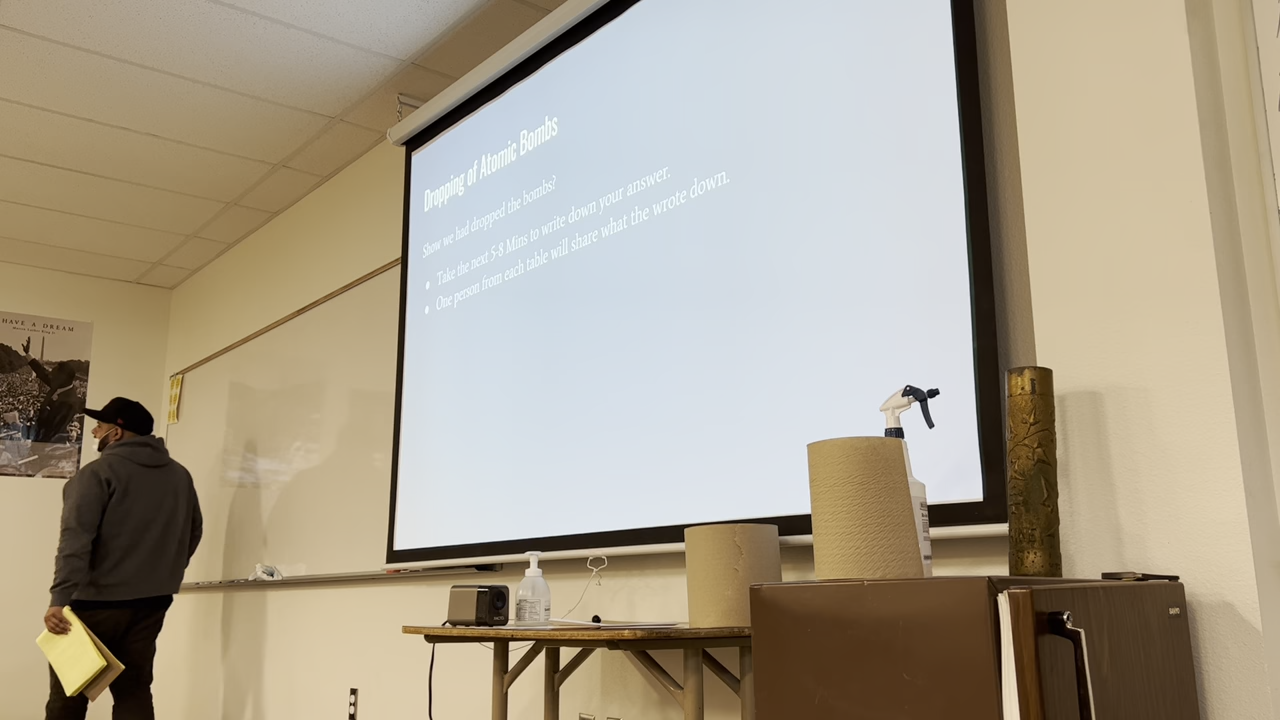 Dropping of Atomic Bombs
Show we had dropped the bombs?
• Take the next 5-8 Mins to write down your answer.
• One person from each table will share what the wrote down.
HAVE A DREAM
SANYO